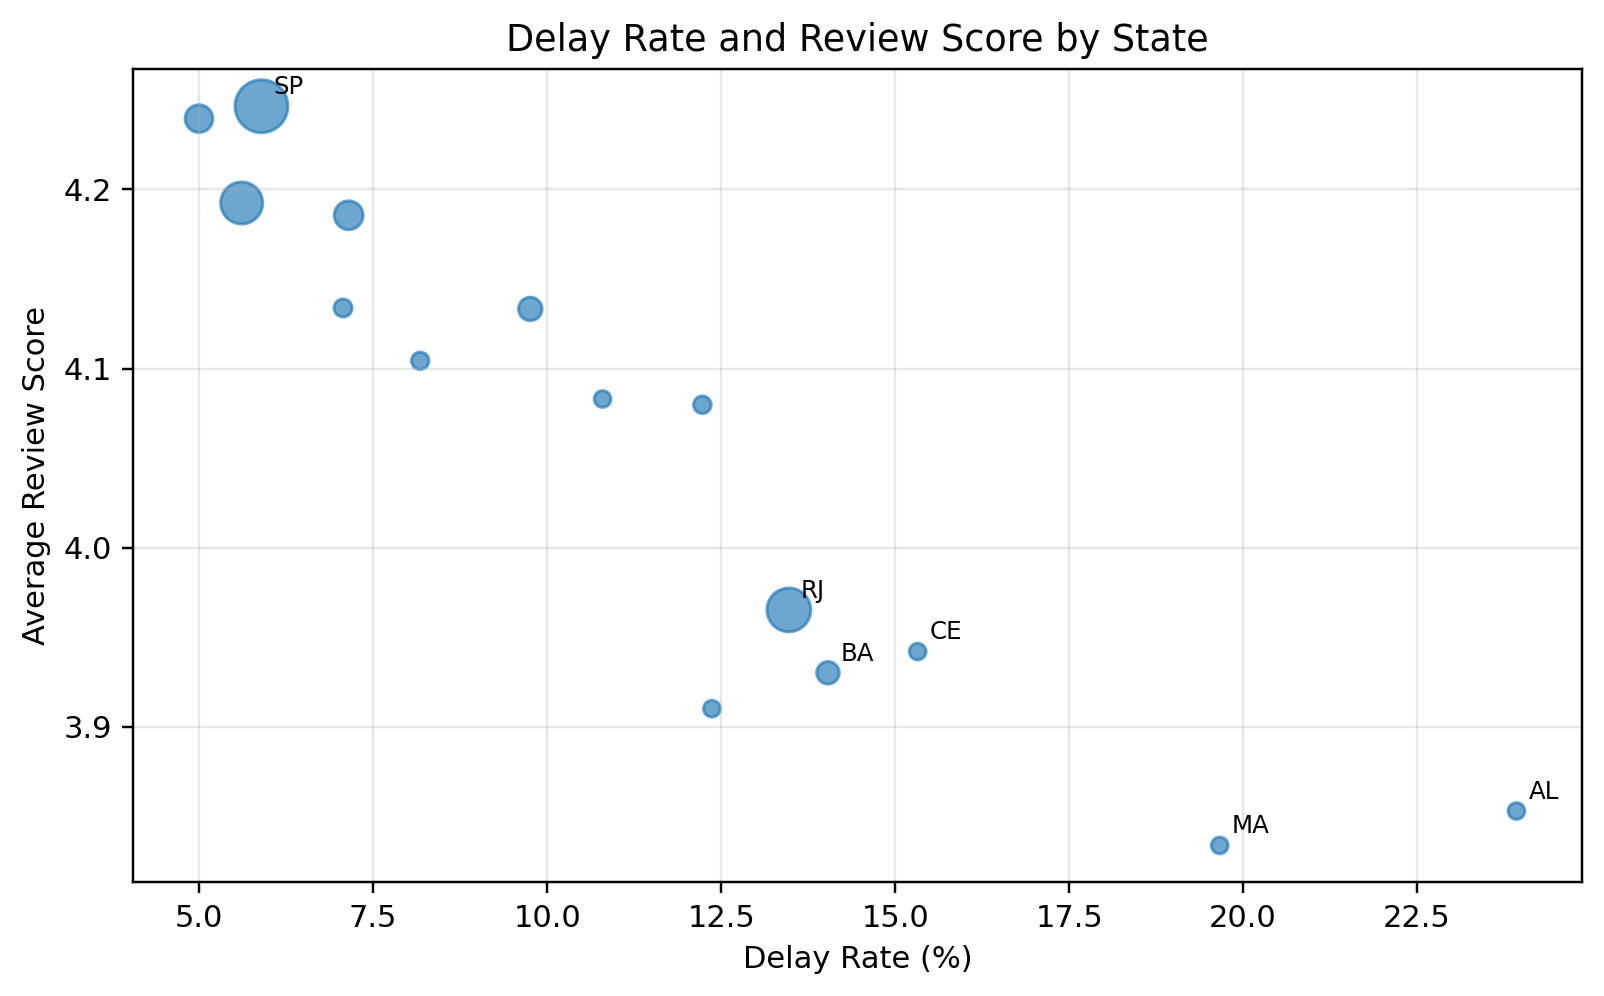 Delay Rate and Review Score by State
SP
4.2
4.1
Average Review Score
4.0
RJ
CE
BA
3.9
AL
MA
5.0 7.5 10.0 12.5 15.0 17.5 20.0 22.5
Delay Rate (%)